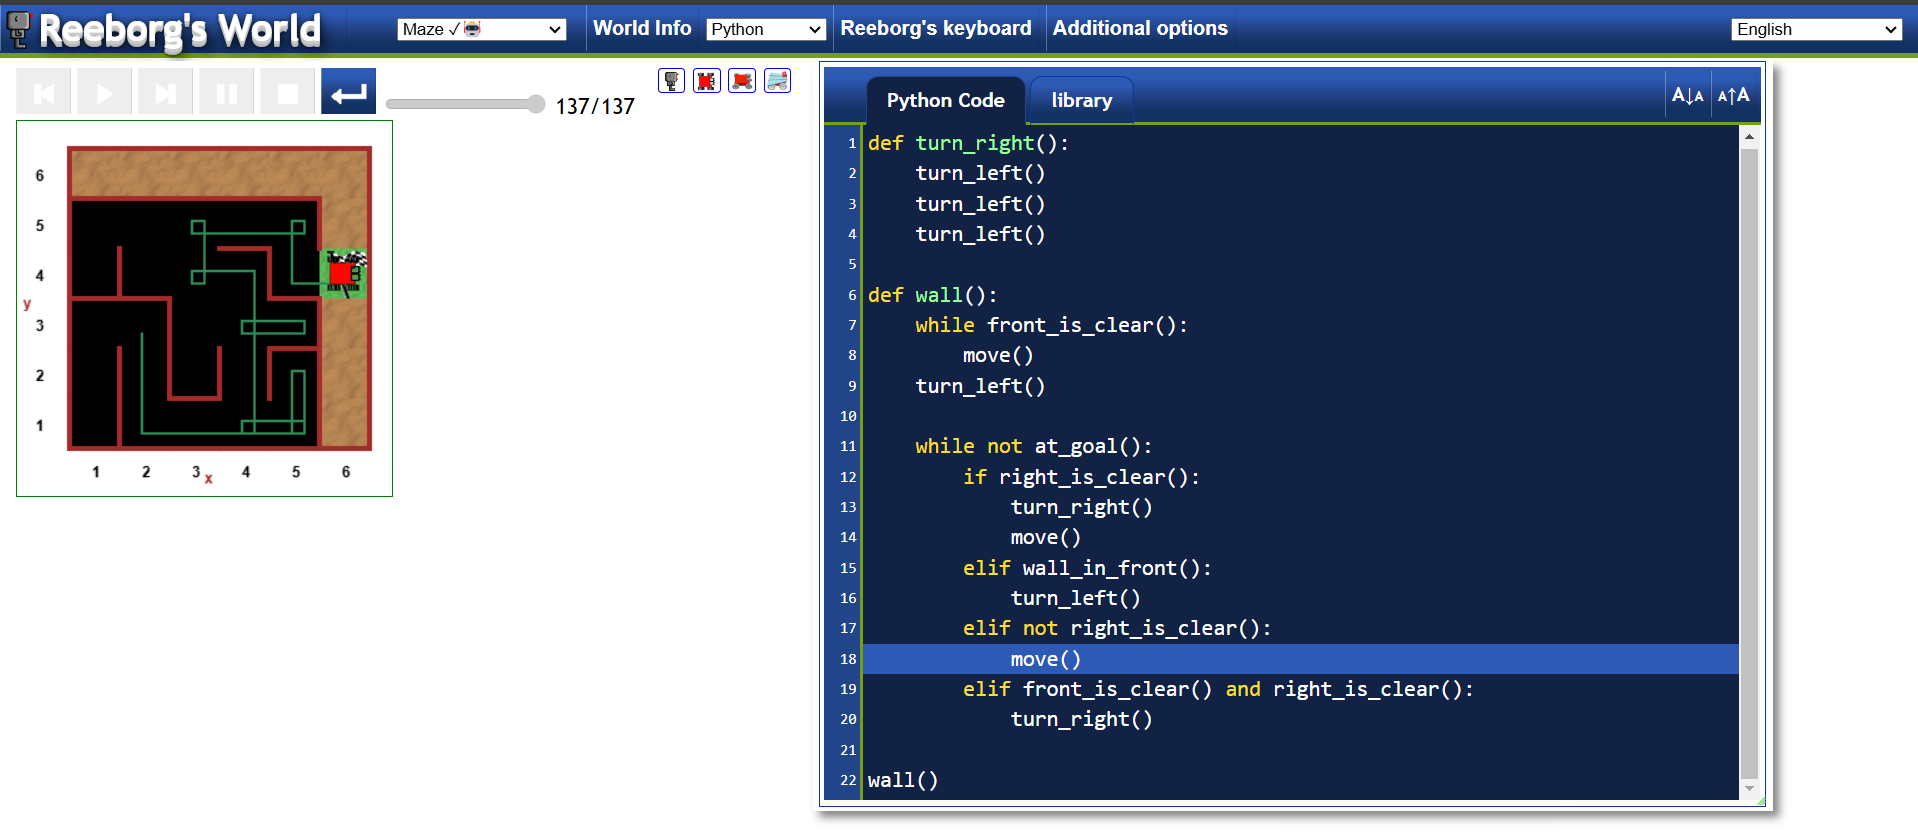 Reeborg's World
Maze ✓🤖
World Info
Python
Reeborg's keyboard
Additional options
English
137/137
6
5
4
3
2
1
y
1 2 3 x 4 5 6
Python Code
library
A↓A
A↑A
1 def turn_right():
2     turn_left()
3     turn_left()
4     turn_left()
5
6 def wall():
7     while front_is_clear():
8         move()
9     turn_left()
10
11     while not at_goal():
12         if right_is_clear():
13             turn_right()
14             move()
15         elif wall_in_front():
16             turn_left()
17         elif not right_is_clear():
18             move()
19         elif front_is_clear() and right_is_clear():
20             turn_right()
21
22 wall()